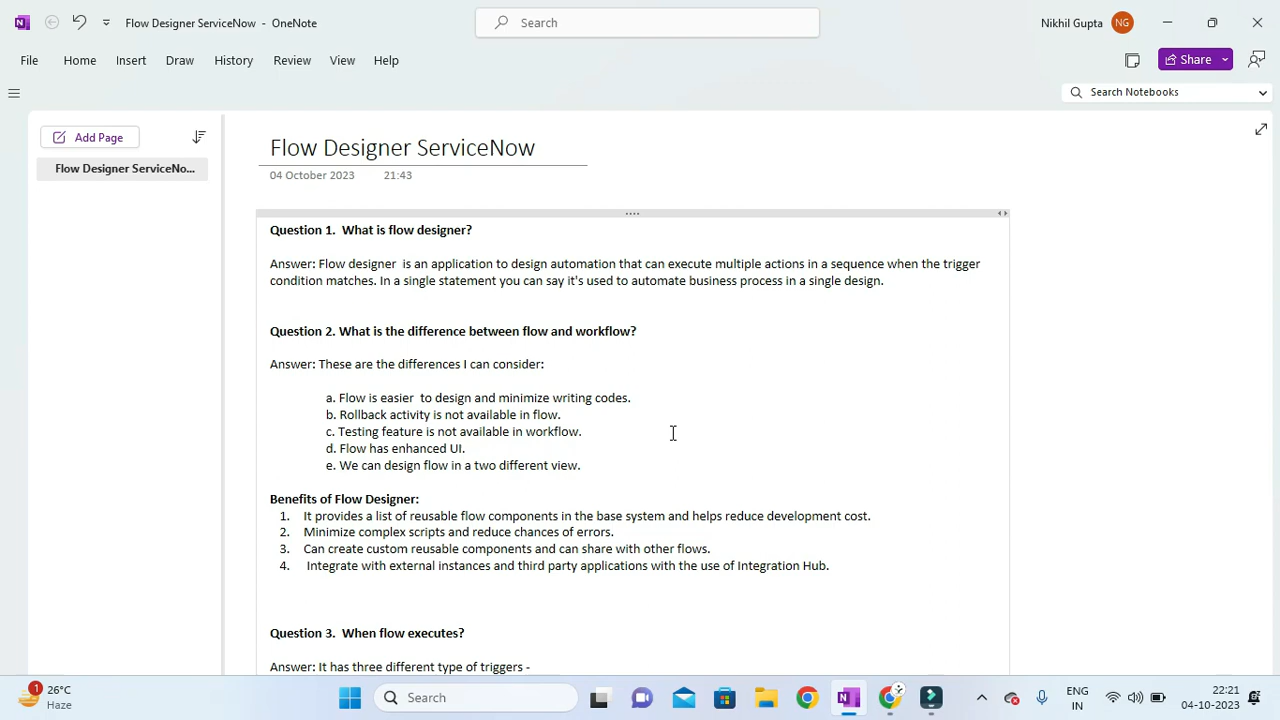 Flow Designer ServiceNow - OneNote
Search
Nikhil Gupta NG
File Home Insert Draw History Review View Help
Share
Search Notebooks
Add Page
Flow Designer ServiceNo...
Flow Designer ServiceNow
04 October 2023 21:43
Question 1. What is flow designer?
Answer: Flow designer is an application to design automation that can execute multiple actions in a sequence when the trigger
condition matches. In a single statement you can say it's used to automate business process in a single design.
Question 2. What is the difference between flow and workflow?
Answer: These are the differences I can consider:
a. Flow is easier to design and minimize writing codes.
b. Rollback activity is not available in flow.
c. Testing feature is not available in workflow.
d. Flow has enhanced UI.
e. We can design flow in a two different view.
Benefits of Flow Designer:
1. It provides a list of reusable flow components in the base system and helps reduce development cost.
2. Minimize complex scripts and reduce chances of errors.
3. Can create custom reusable components and can share with other flows.
4. Integrate with external instances and third party applications with the use of Integration Hub.
Question 3. When flow executes?
Answer: It has three different type of triggers -
1
26°C
Haze
Search
ENG
IN
22:21
04-10-2023